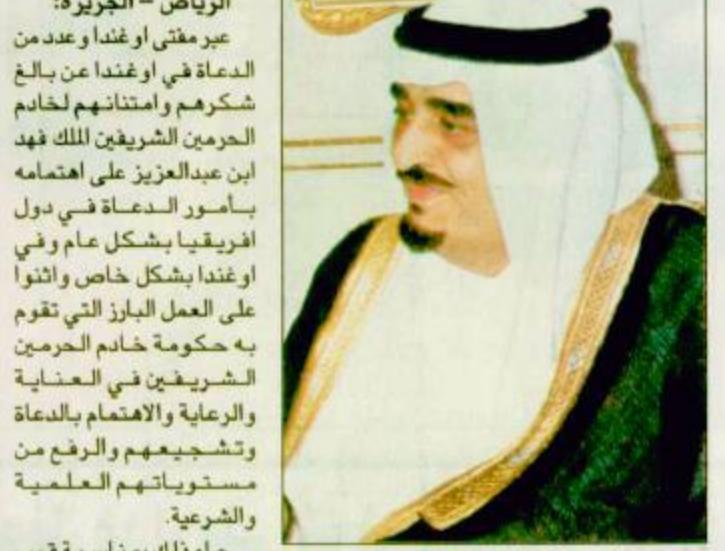 الرياض - الجزيرة:
عبر مفتى اوغندا وعدد من
الدعاة في اوغندا عن بالغ
شكرهم وامتنانهم لخادم
الحرمين الشريفين الملك فهد
ابن عبدالعزيز على اهتمامه
بأمور الدعاة في دول
افريقيا بشكل عام وفي
اوغندا بشكل خاص واثنوا
على العمل البارز التي تقوم
به حكومة خادم الحرمين
الشريفين في العناية
والرعاية والاهتمام بالدعاة
وتشجيعهم والرفع من
مستوياتهم العلمية
والشرعية.